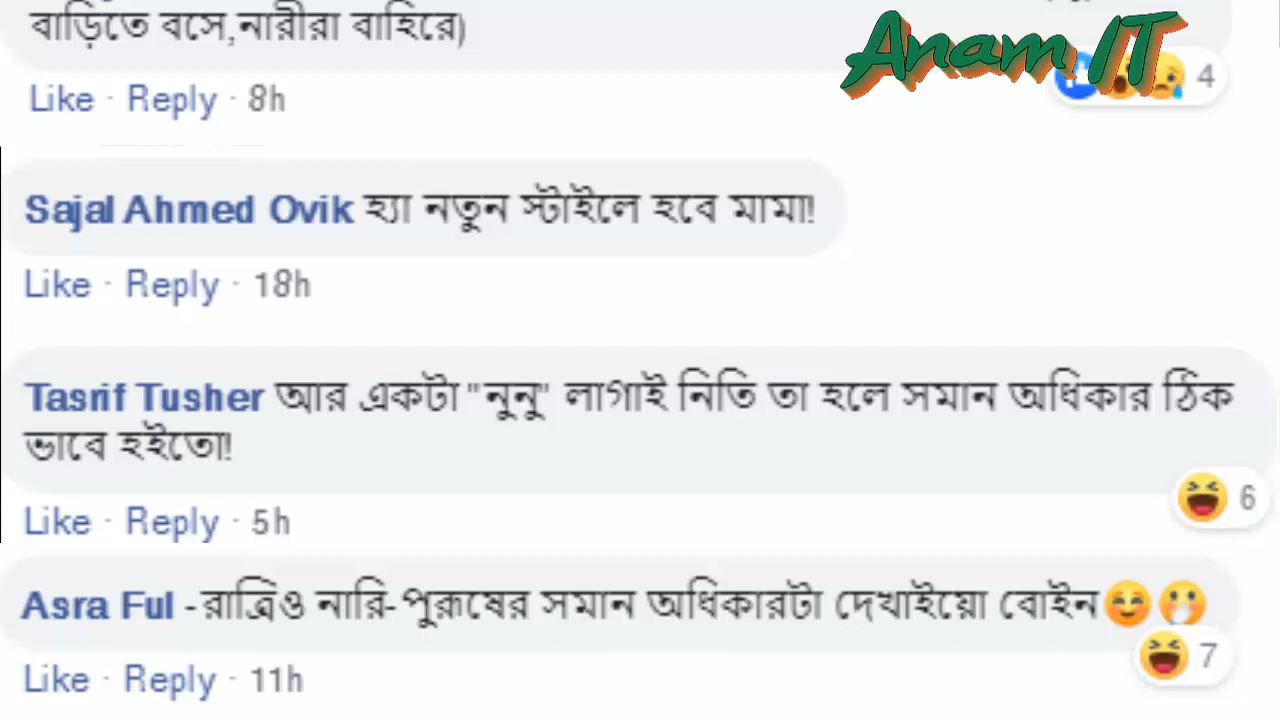 বাড়িতে বসে,নারীরা বাহিরে)
Anam IT
4
Like · Reply · 8h
Sajal Ahmed Ovik হ্যা নতুন স্টাইলে হবে মামা!
Like · Reply · 18h
Tasrif Tusher আর একটা "নুনু" লাগাই নিতি তা হলে সমান অধিকার ঠিক
ভাবে হইতো!
6
Like · Reply · 5h
Asra Ful -রাত্রিও নারি-পুরূষের সমান অধিকারটা দেখাইয়ো বোইন😊🤭
7
Like · Reply · 11h